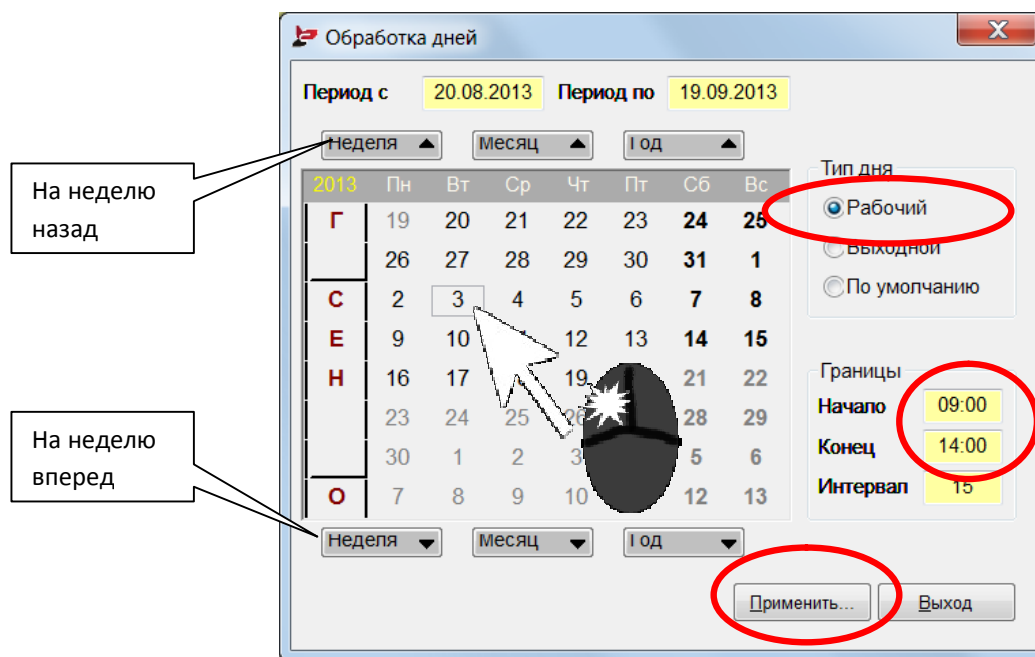 Обработка дней
Период с 20.08.2013 Период по 19.09.2013
Неделя Месяц Год
На неделю
назад
2013 Пн Вт Ср Чт Пт Сб Вс
Г 19 20 21 22 23 24 25
26 27 28 29 30 31 1
С 2 3 4 5 6 7 8
Е 9 10 12 13 14 15
Н 16 17 19 21 22
23 24 25 26 28 29
30 1 2 3 5 6
О 7 8 9 10 12 13
Тип дня
Рабочий
Выходной
По умолчанию
Границы
Начало 09:00
Конец 14:00
Интервал 15
На неделю
вперед
Неделя Месяц Год
Применить... Выход